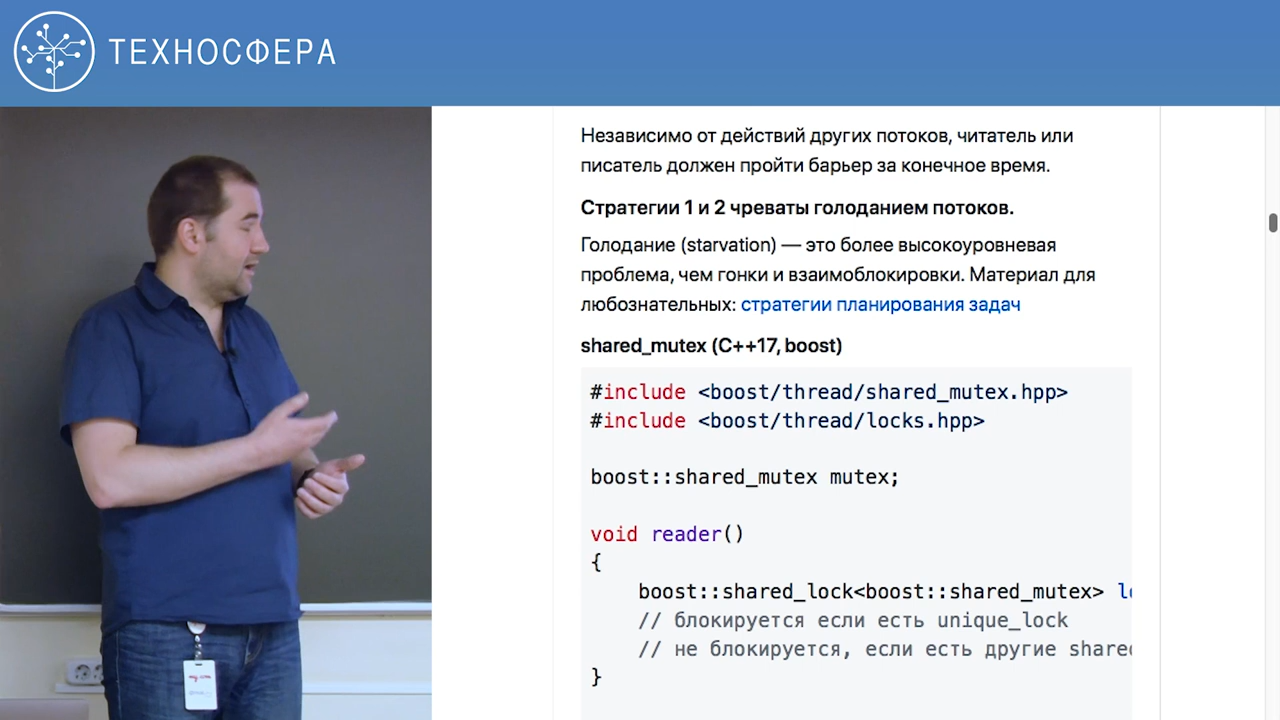 ТЕХНОСФЕРА
Независимо от действий других потоков, читатель или
писатель должен пройти барьер за конечное время.
Стратегии 1 и 2 чреваты голоданием потоков.
Голодание (starvation) — это более высокоуровневая
проблема, чем гонки и взаимоблокировки. Материал для
любознательных: стратегии планирования задач
shared_mutex (C++17, boost)
#include <boost/thread/shared_mutex.hpp>
#include <boost/thread/locks.hpp>
boost::shared_mutex mutex;
void reader()
{
boost::shared_lock<boost::shared_mutex> lo
// блокируется если есть unique_lock
// не блокируется, если есть другие shared
}